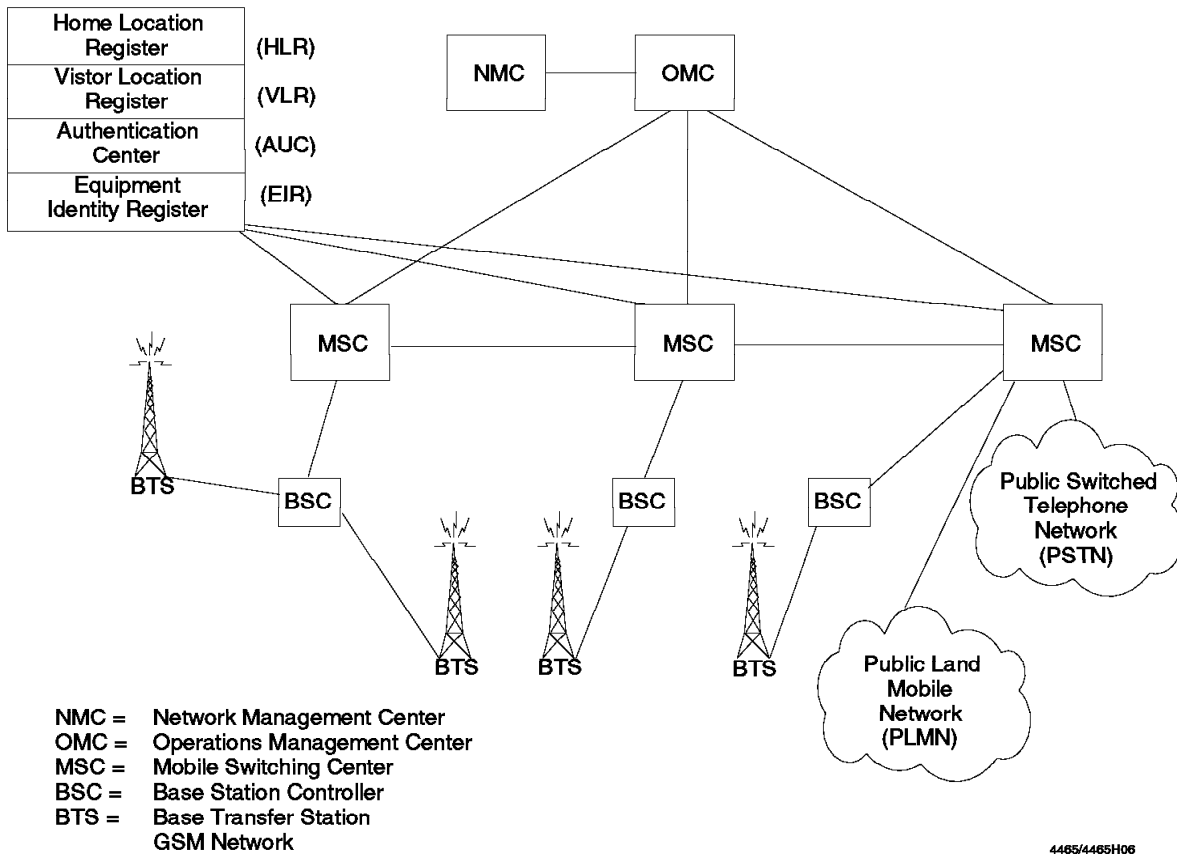 Home Location
Register
(HLR)
Vistor Location
Register
(VLR)
Authentication
Center
(AUC)
Equipment
Identity Register
(EIR)
NMC
OMC
MSC
MSC
MSC
BTS
BSC
BSC
BSC
Public Switched
Telephone
Network
(PSTN)
BTS
BTS
BTS
Public Land
Mobile
Network
(PLMN)
NMC = Network Management Center
OMC = Operations Management Center
MSC = Mobile Switching Center
BSC = Base Station Controller
BTS = Base Transfer Station
GSM Network
4465/4465H06